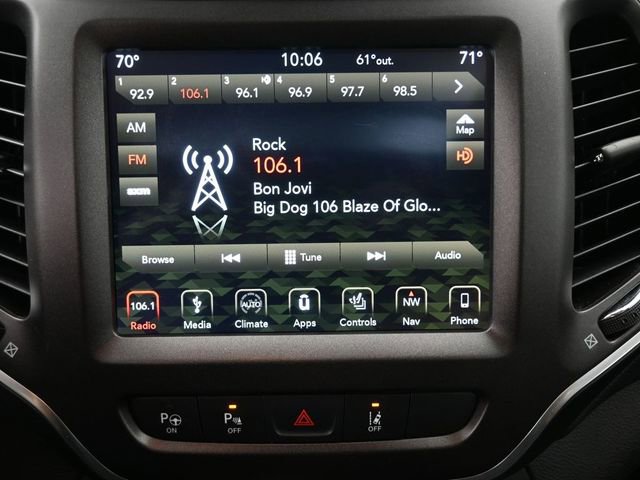 70° 10:06 61°out. 71°
1 92.9 2 106.1 3 96.1 4 96.9 5 97.7 6 98.5
AM
FM
sxm
Map
HD
Rock
106.1
Bon Jovi
Big Dog 106 Blaze Of Glo...
Browse Tune Audio
106.1 AUTO NW
Radio Media Climate Apps Controls Nav Phone
P ON P OFF OFF